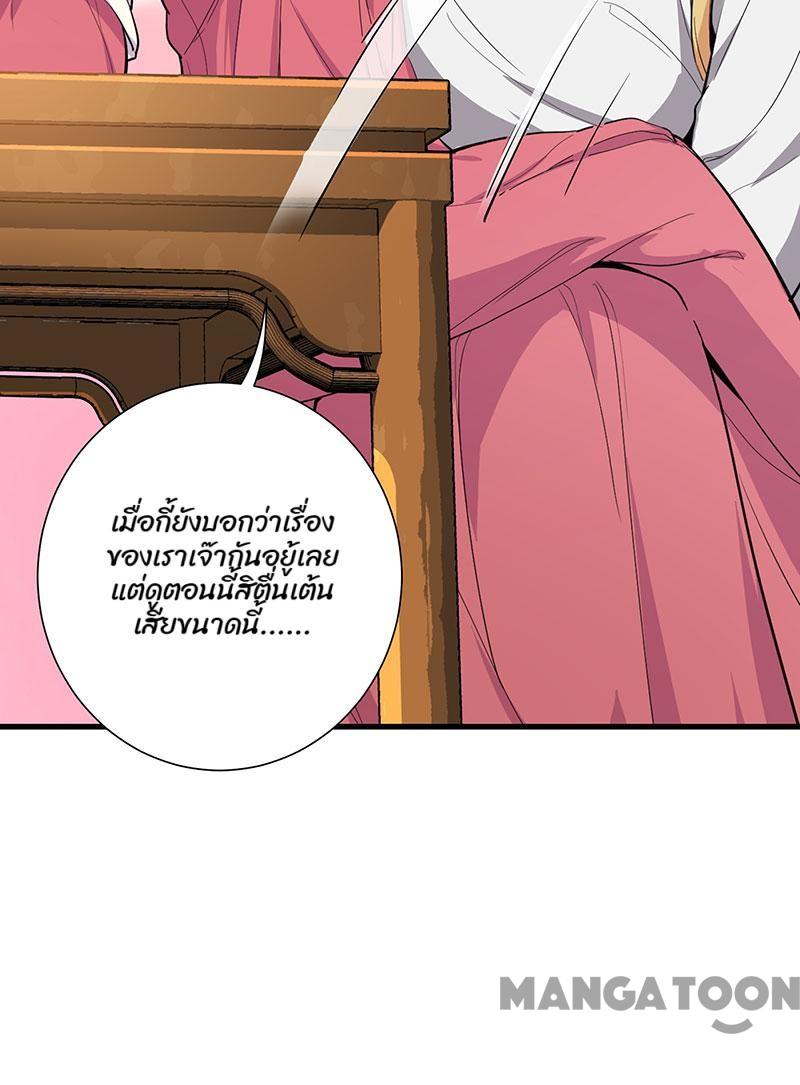 เมื่อกี้ยังบอกว่าเรื่อง
ของเราเจ๊ากันอยู่เลย
แต่ดูตอนนี้สิตื่นเต้น
เสียขนาดนี้......
MANGA TOON